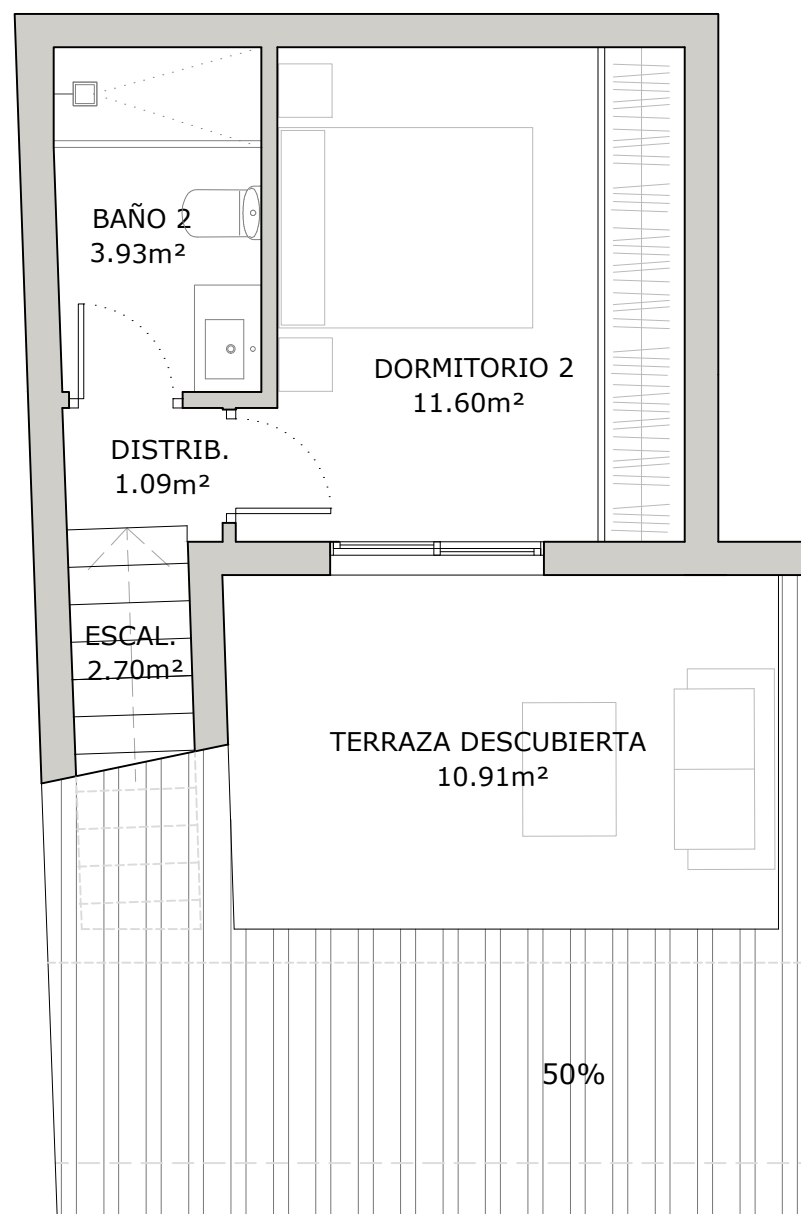 BAÑO 2
3.93m²
DORMITORIO 2
11.60m²
DISTRIB.
1.09m²
ESCAL.
2.70m²
TERRAZA DESCUBIERTA
10.91m²
50%